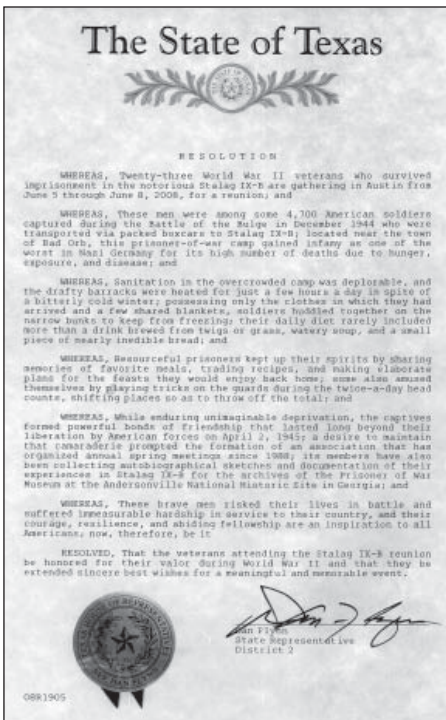 The State of Texas
RESOLUTION
WHEREAS, Twenty-three World War II veterans who survived
imprisonment in the notorious Stalag IX-B are gathering in Austin from
June 5 through June 8, 2008, for a reunion; and
WHEREAS, These men were among some 4,700 American soldiers
captured during the Battle of the Bulge in December 1944 who were
transported via packed boxcars to Stalag IX-B; located near the town
of Bad Orb, this prisoner-of-war camp gained infamy as one of the
worst in Nazi Germany for its high number of deaths due to hunger,
exposure, and disease; and
WHEREAS, Sanitation in the overcrowded camp was deplorable, and
the drafty barracks were heated for just a few hours a day in spite of
a bitterly cold winter; possessing only the clothes in which they had
arrived and a few shared blankets, soldiers huddled together on the
narrow bunks to keep from freezing; their daily diet rarely included
more than a drink brewed from twigs or grass, watery soup, and a small
piece of nearly inedible bread; and
WHEREAS, Resourceful prisoners kept up their spirits by sharing
memories of favorite meals, trading recipes, and making elaborate
plans for the feasts they would enjoy back home; some also amused
themselves by playing tricks on the guards during the twice-a-day head
counts, shifting places so as to throw off the total; and
WHEREAS, While enduring unimaginable deprivation, the captives
formed powerful bonds of friendship that lasted long beyond their
liberation by American forces on April 2, 1945; a desire to maintain
that camaraderie prompted the formation of an association that has
organized annual spring meetings since 1988; its members have also
been collecting autobiographical sketches and documentation of their
experiences in Stalag IX-B for the archives of the Prisoner of War
Museum at the Andersonville National Historic Site in Georgia; and
WHEREAS, These brave men risked their lives in battle and
suffered immeasurable hardship in service to their country, and their
courage, resilience, and abiding fellowship are an inspiration to all
Americans; now, therefore, be it
RESOLVED, That the veterans attending the Stalag IX-B reunion
be honored for their valor during World War II and that they be
extended sincere best wishes for a meaningful and memorable event.
Dan Flynn
State Representative
District 2
OBR1905